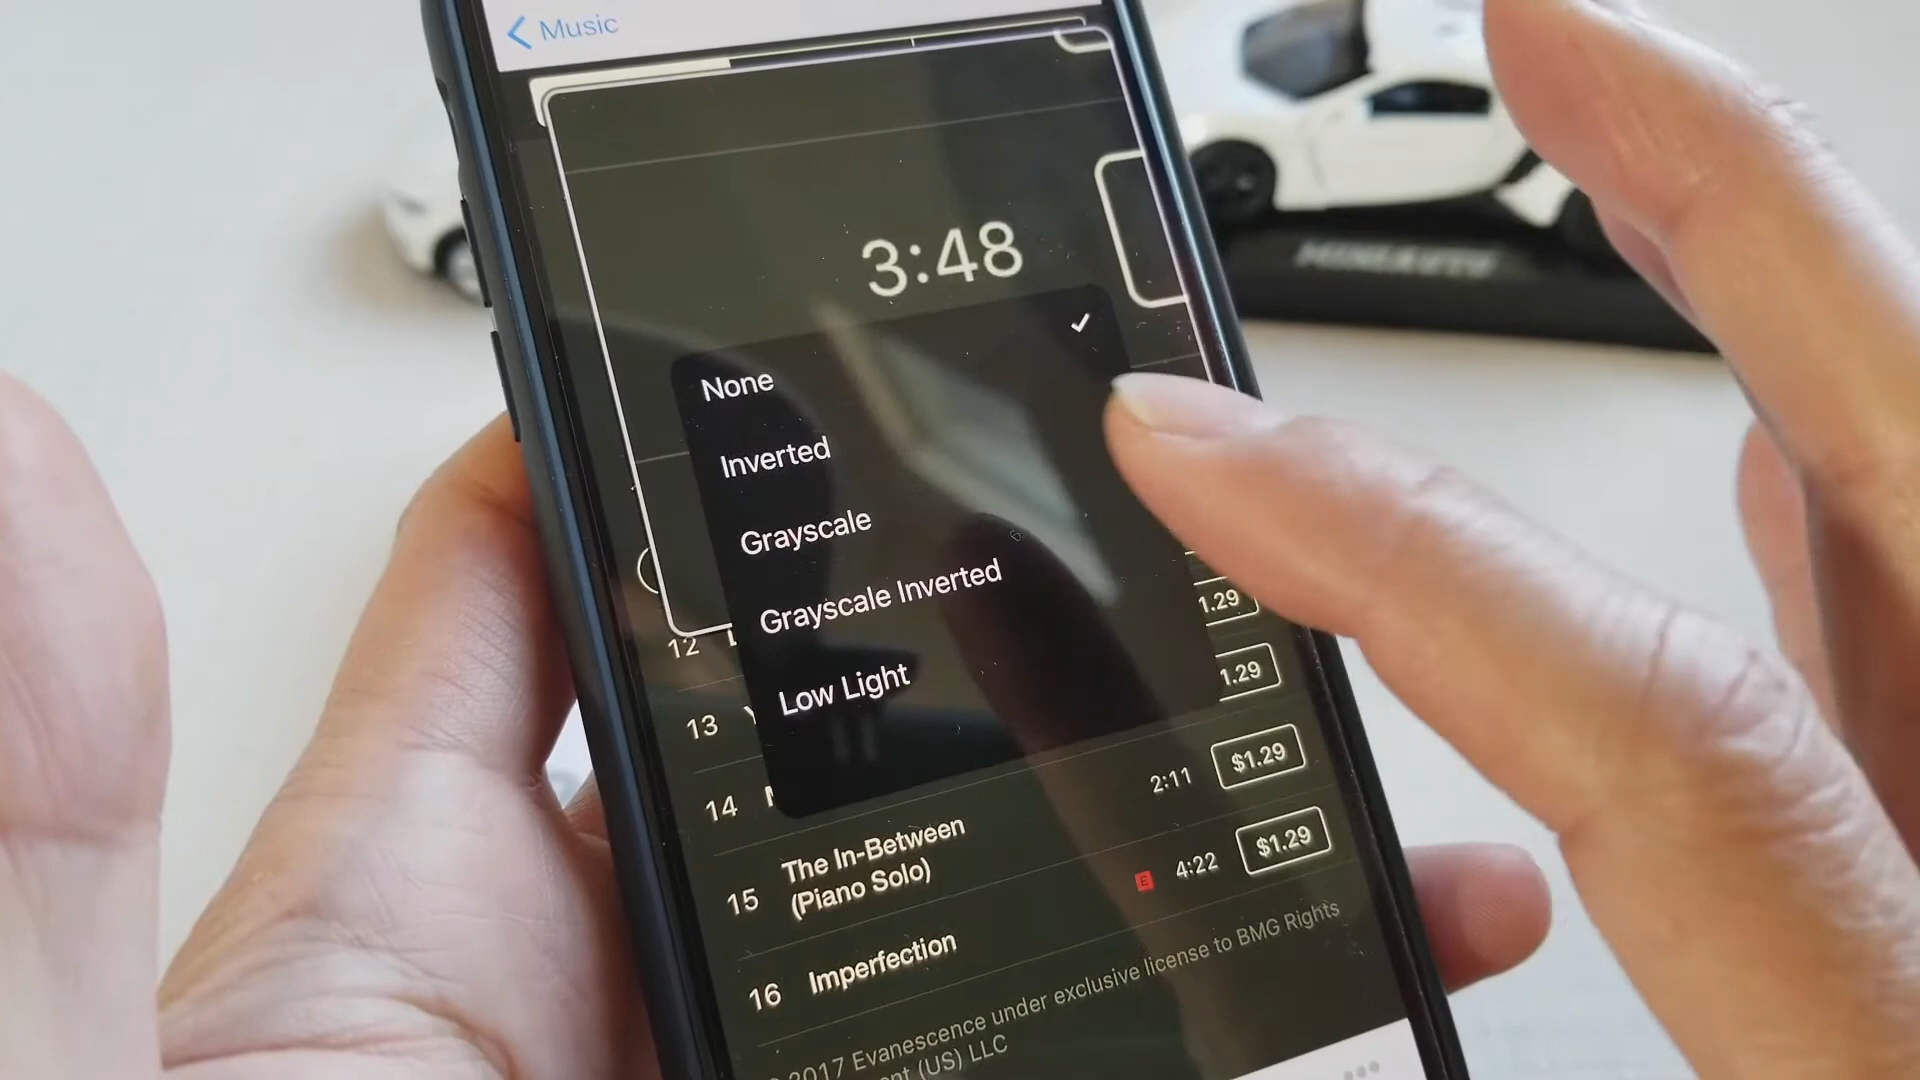 Music
3:48
None
Inverted
Grayscale
Grayscale Inverted
Low Light
1.29
12
1.29
13
14
2:11 $1.29
15 The In-Between
(Piano Solo)
E 4:22 $1.29
16 Imperfection
2017 Evanescence under exclusive license to BMG Rights
(US) LLC